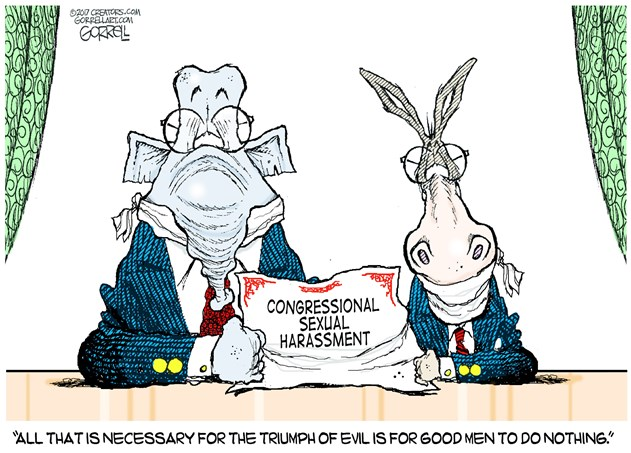 ©2017 CREATORS.COM
GORRELLART.COM
GORRELL
CONGRESSIONAL
SEXUAL
HARASSMENT
"ALL THAT IS NECESSARY FOR THE TRIUMPH OF EVIL IS FOR GOOD MEN TO DO NOTHING."